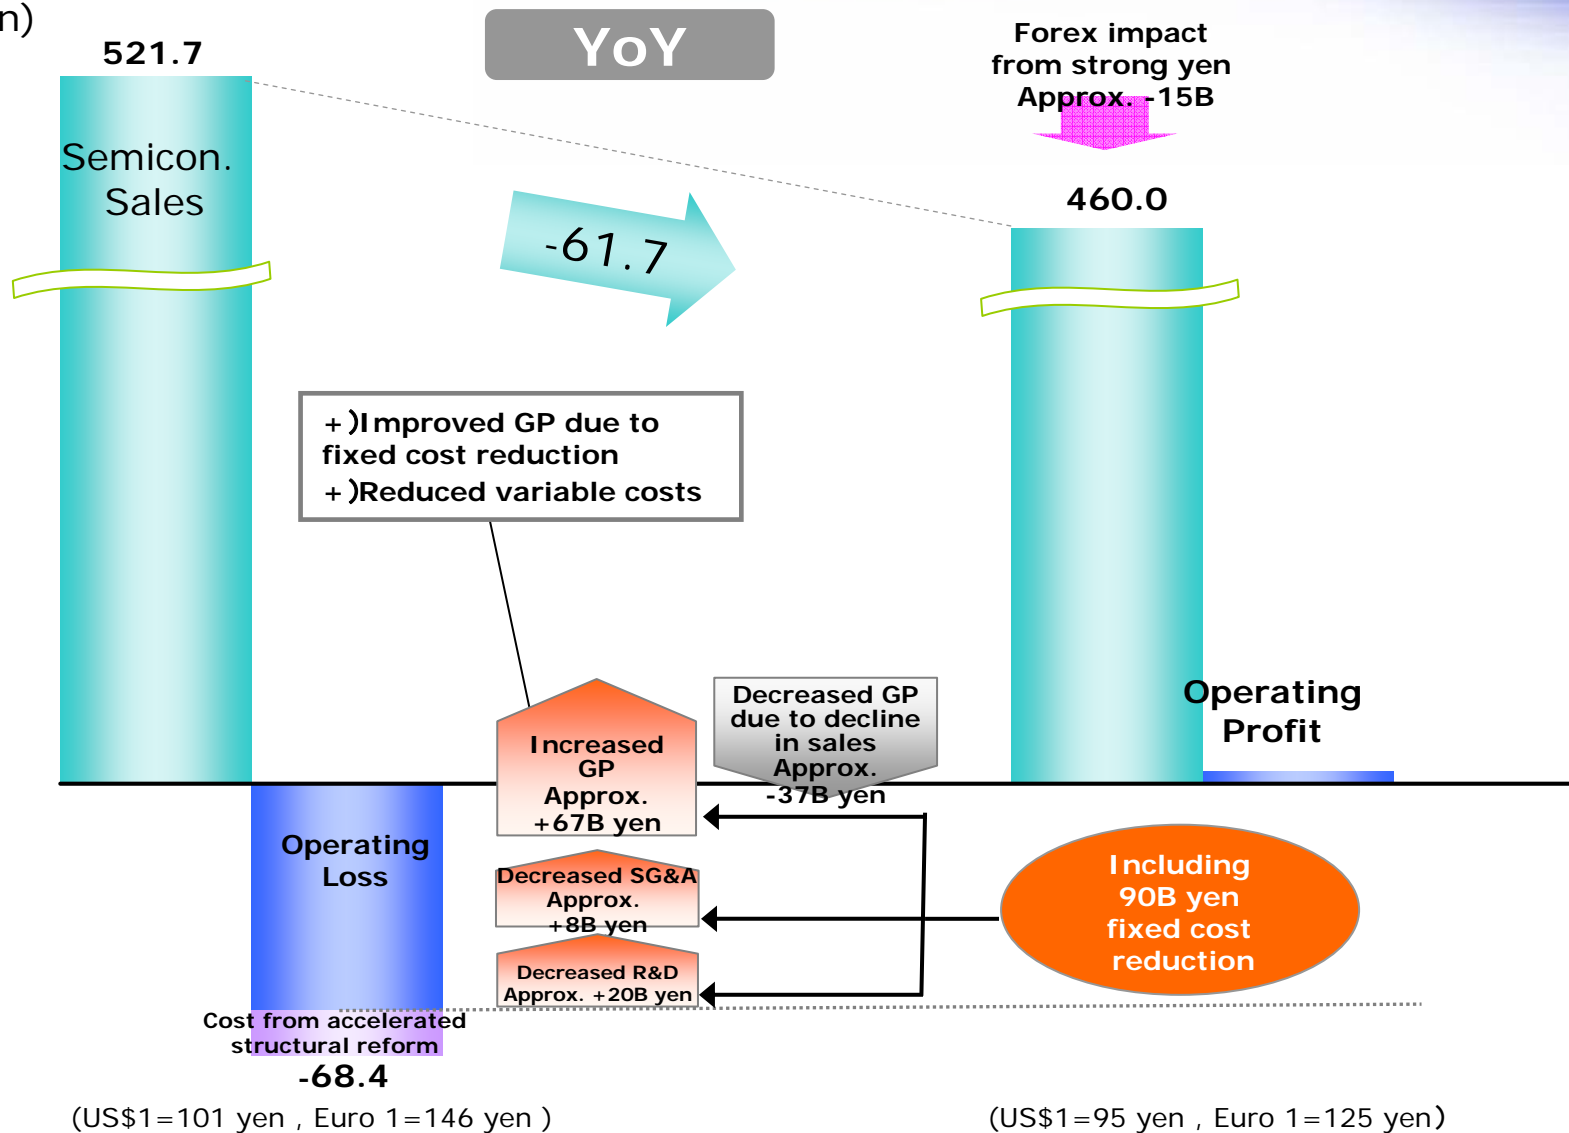 n)
521.7
YoY
Forex impact
from strong yen
Approx. -15B
Semicon.
Sales
460.0
-61.7
+)Improved GP due to
fixed cost reduction
+)Reduced variable costs
Increased
GP
Approx.
+67B yen
Decreased GP
due to decline
in sales
Approx.
-37B yen
Operating
Profit
Operating
Loss
Decreased SG&A
Approx.
+8B yen
Decreased R&D
Approx. +20B yen
Including
90B yen
fixed cost
reduction
Cost from accelerated
structural reform
-68.4
(US$1=101 yen , Euro 1=146 yen )
(US$1=95 yen , Euro 1=125 yen)